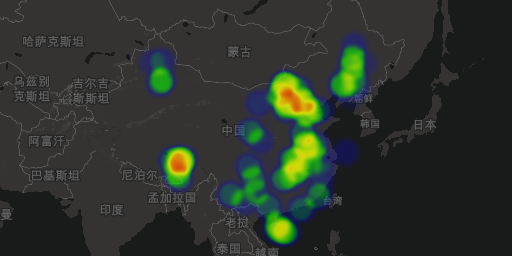 哈萨克斯坦
蒙古
乌兹别
克斯坦
吉尔吉
斯斯坦
朝鲜
日本
韩国
中国
阿富汗
巴基斯坦
尼泊尔
孟加拉国
印度
台湾
曼
老挝
泰国
越南